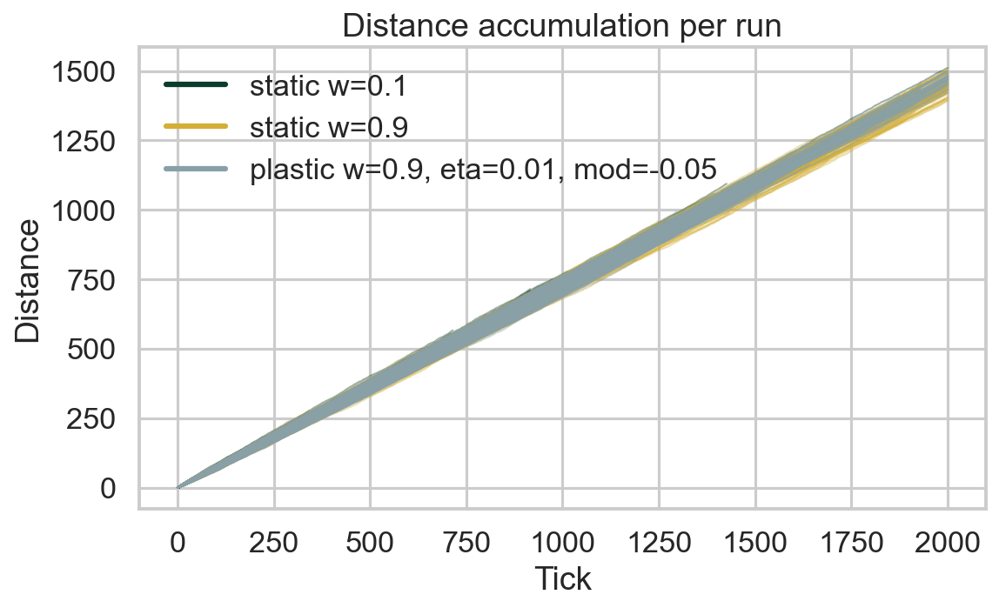 Distance accumulation per run
static w=0.1
static w=0.9
plastic w=0.9, eta=0.01, mod=-0.05
Distance
1500
1250
1000
750
500
250
0
0 250 500 750 1000 1250 1500 1750 2000
Tick